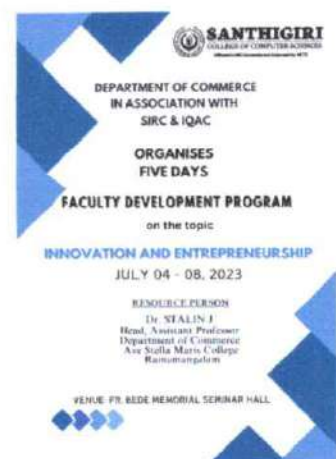 SANTHIGIRI
COLLEGE OF COMPUTER SCIENCES
DEPARTMENT OF COMMERCE
IN ASSOCIATION WITH
SIRC & IQAC
ORGANISES
FIVE DAYS
FACULTY DEVELOPMENT PROGRAM
on the topic
INNOVATION AND ENTREPRENEURSHIP
JULY 04 - 08, 2023
RESOURCE PERSON
Dr. STALIN J
Head, Assistant Professor
Department of Commerce
Ave Stella Maris College
Ramamangalam
VENUE: FR. BEDE MEMORIAL SEMINAR HALL